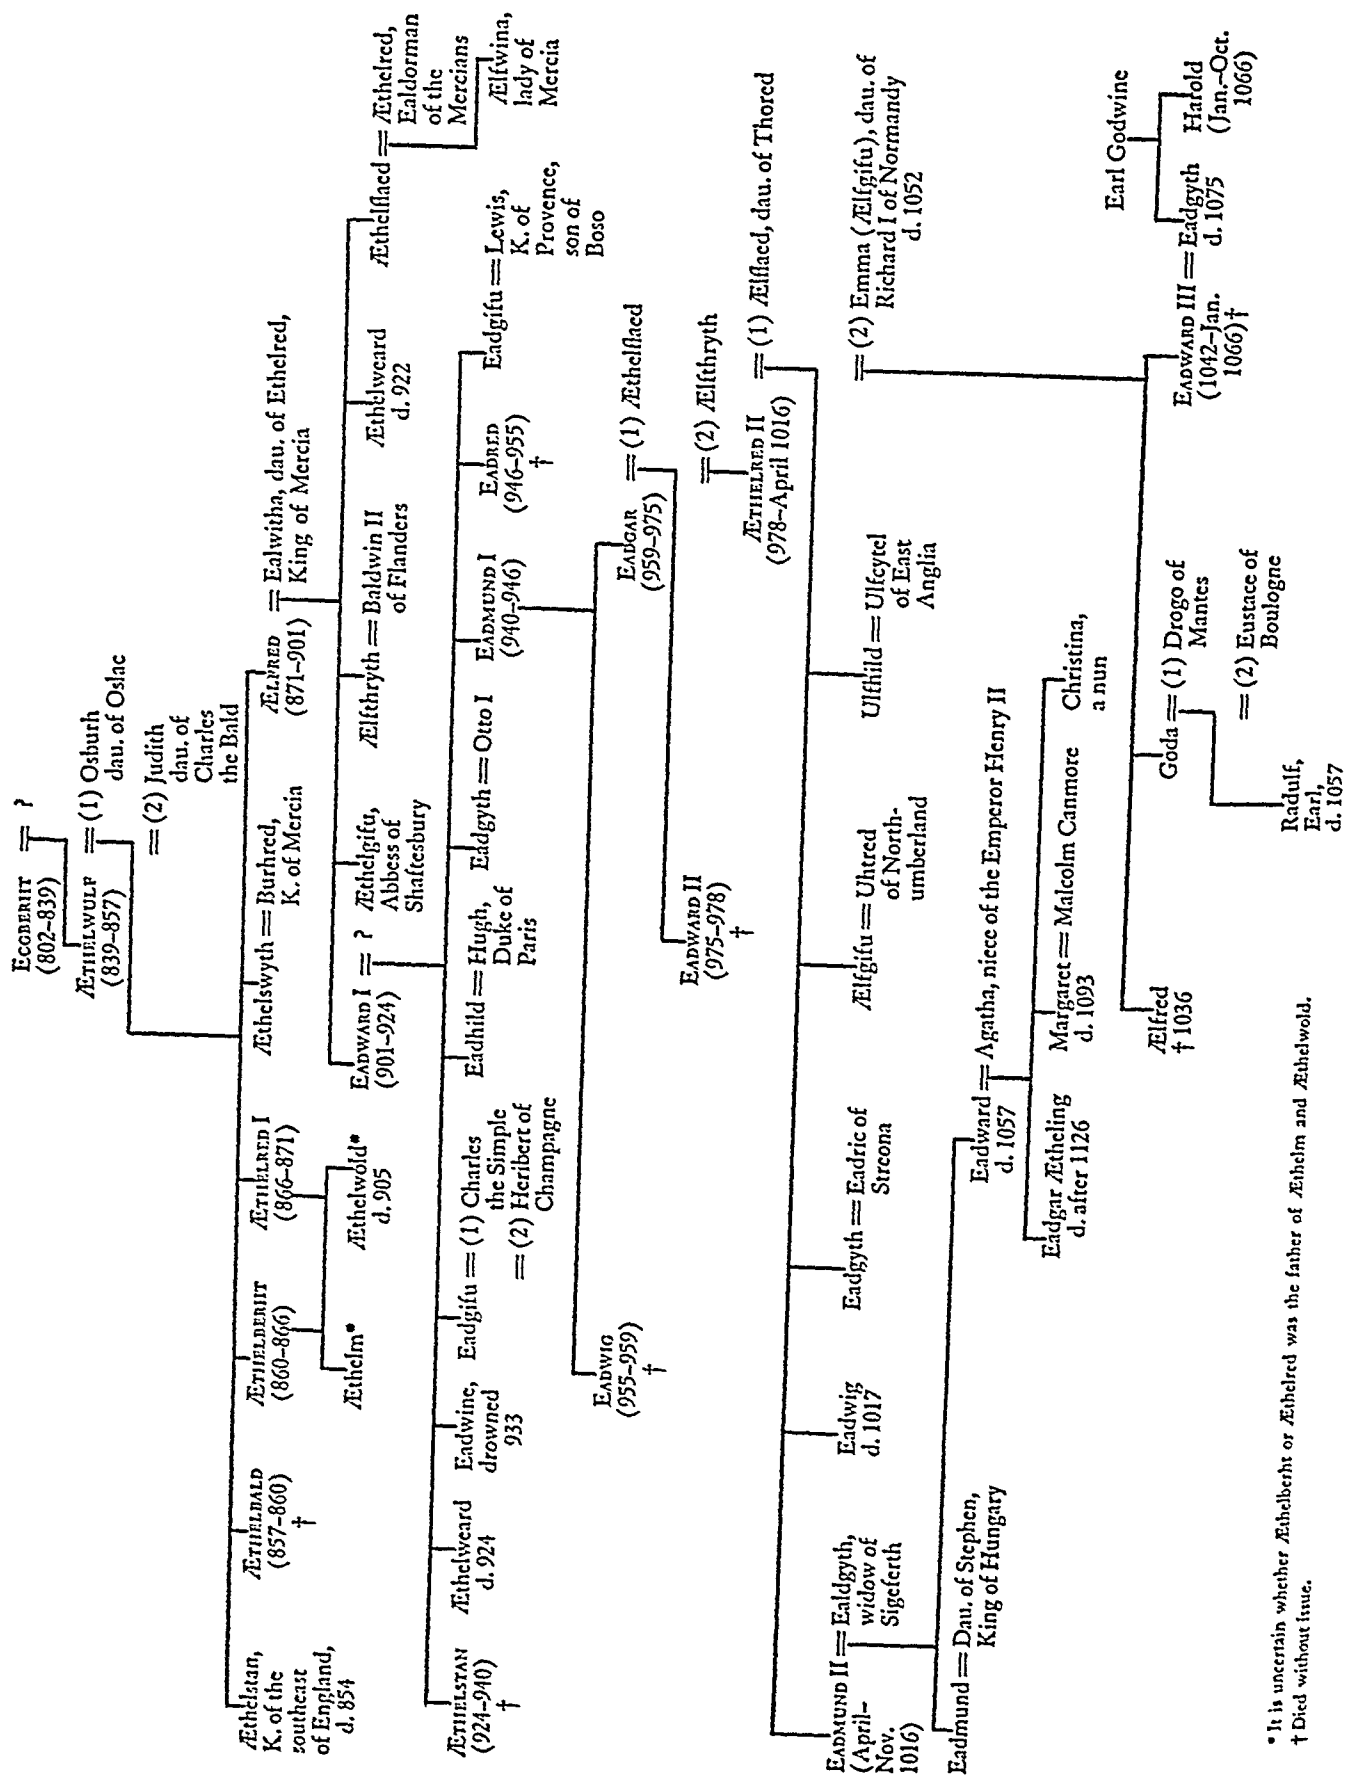 ECGBERHT == ?
(802–839)
ÆTHELWULF == (1) Osburh
(839–857)
dau. of Oslac
== (2) Judith
dau. of
Charles
the Bald
Æthelstan,
K. of the
southeast
of England,
d. 854
ÆTHELBALD
(857–860)
†
ÆTHELBERHT
(860–866)
ÆTHELRED I
(866–871)
Æthelswyth == Burhred,
K. of Mercia
ÆLFRED
(871–901)
== Ealwitha, dau. of Ethelred,
King of Mercia
Æthelm*
Æthelwold*
d. 905
EADWARD I == ?
(901–924)
Æthelgifu,
Abbess of
Shaftesbury
Ælfthryth == Baldwin II
of Flanders
Æthelweard
d. 922
Æthelflaed == Æthelred,
Ealdorman
of the
Mercians
Ælfwina,
lady of
Mercia
ÆTHELSTAN
(924–940)
†
Æthelweard
d. 924
Eadwine,
drowned
933
Eadgifu == (1) Charles
the Simple
== (2) Heribert of
Champagne
Eadhild == Hugh,
Duke of
Paris
Eadgyth == Otto I
EADMUND I
(940–946)
EADRED
(946–955)
†
Eadgifu == Lewis,
K. of
Provence,
son of
Boso
EADWIG
(955–959)
†
EADGAR
(959–975)
== (1) Æthelflaed
== (2) Ælfthryth
EADWARD II
(975–978)
†
ÆTHELRED II
(978–April 1016)
== (1) Ælflaed, dau. of Thored
== (2) Emma (Ælfgifu), dau. of
Richard I of Normandy
d. 1052
EADMUND II == Ealdgyth,
(April–
Nov.
1016)
widow of
Sigeferth
Eadwig
d. 1017
Eadgyth == Eadric of
Streona
Ælfgifu == Uhtred
of North-
umberland
Ulfhild == Ulfcytel
of East
Anglia
Eadmund == Dau. of Stephen,
King of Hungary
Eadward == Agatha, niece of the Emperor Henry II
d. 1057
Eadgar Ætheling
d. after 1126
Margaret == Malcolm Canmore
d. 1093
Christina,
a nun
Ælfred
† 1036
Goda == (1) Drogo of
Mantes
== (2) Eustace of
Boulogne
Radulf,
Earl,
d. 1057
Earl Godwine
EADWARD III == Eadgyth
(1042–Jan.
1066)†
d. 1075
Harold
(Jan.–Oct.
1066)
* It is uncertain whether Æthelberht or Æthelred was the father of Æthelm and Æthelwold.
† Died without issue.